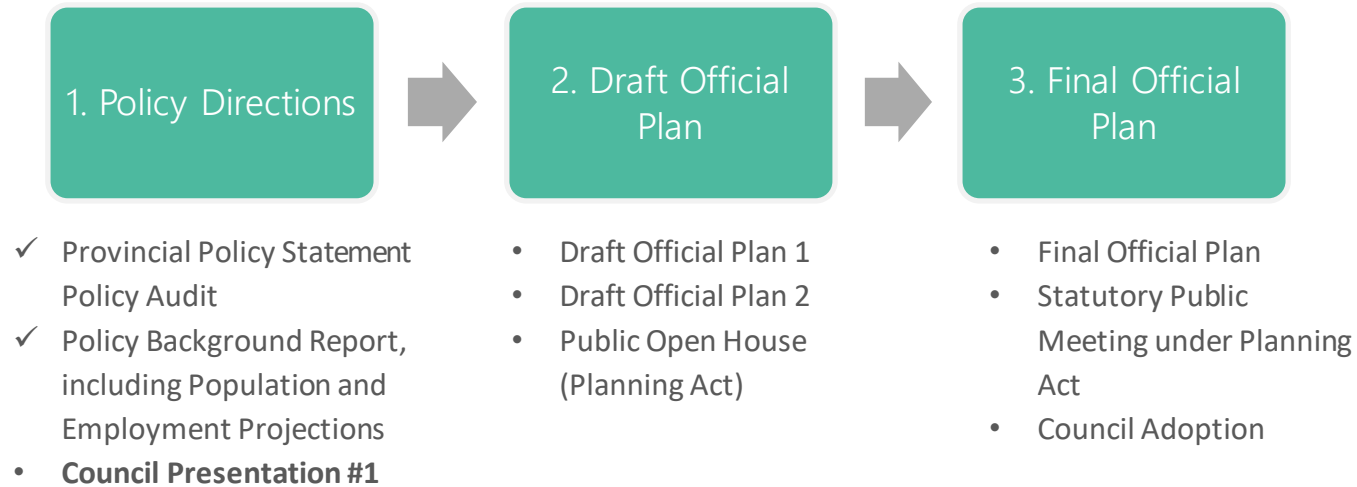 1. Policy Directions
2. Draft Official
Plan
3. Final Official
Plan
✓ Provincial Policy Statement
Policy Audit
✓ Policy Background Report,
including Population and
Employment Projections
• Council Presentation #1
• Draft Official Plan 1
• Draft Official Plan 2
• Public Open House
(Planning Act)
• Final Official Plan
• Statutory Public
Meeting under Planning
Act
• Council Adoption